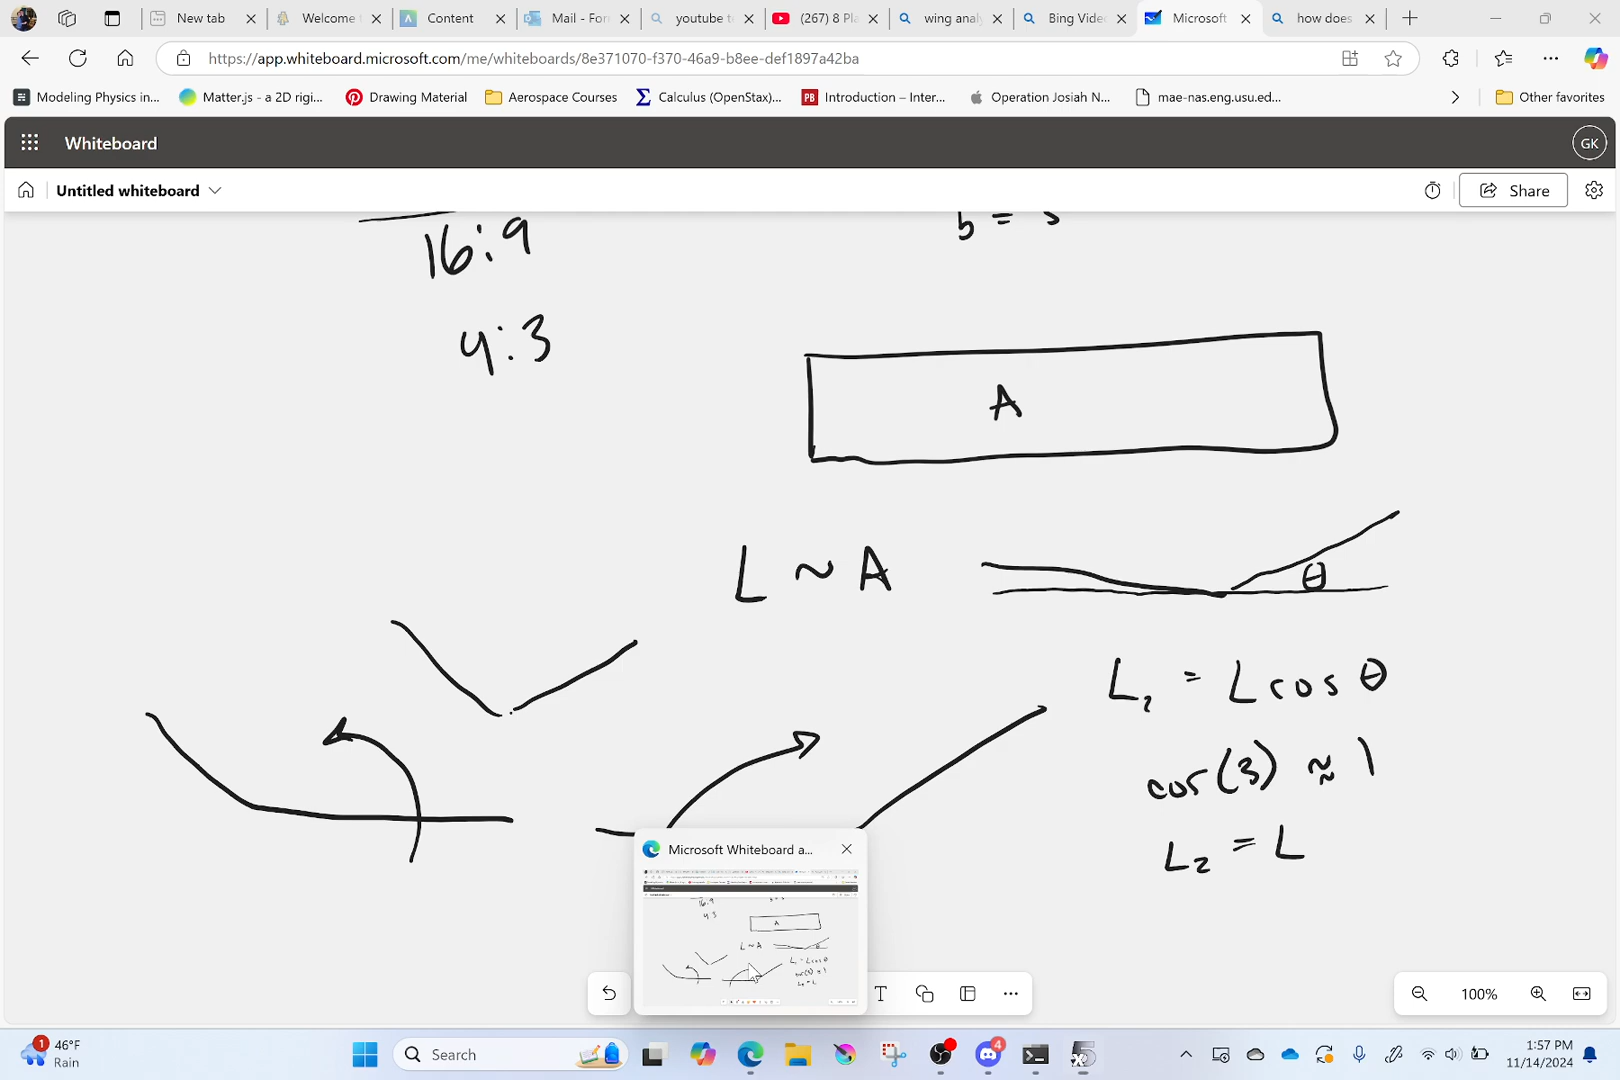 New tab
Welcome
Content
Mail - For
youtube t
(267) 8 Pl
wing anal
Bing Vide
Microsoft
how does
https://app.whiteboard.microsoft.com/me/whiteboards/8e371070-f370-46a9-b8ee-def1897a42ba
Modeling Physics in...
Matter.js - a 2D rigi...
Drawing Material
Aerospace Courses
Calculus (OpenStax)...
PB
Introduction – Inter...
Operation Josiah N...
mae-nas.eng.usu.ed...
Other favorites
Whiteboard
GK
Untitled whiteboard
Share
16:9
4:3
A
L ~ A
θ
L₁ = L cos θ
cos(3) ≈ 1
L₂ = L
Microsoft Whiteboard a...
T
100%
1
46°F
Rain
Search
4
1:57 PM
11/14/2024